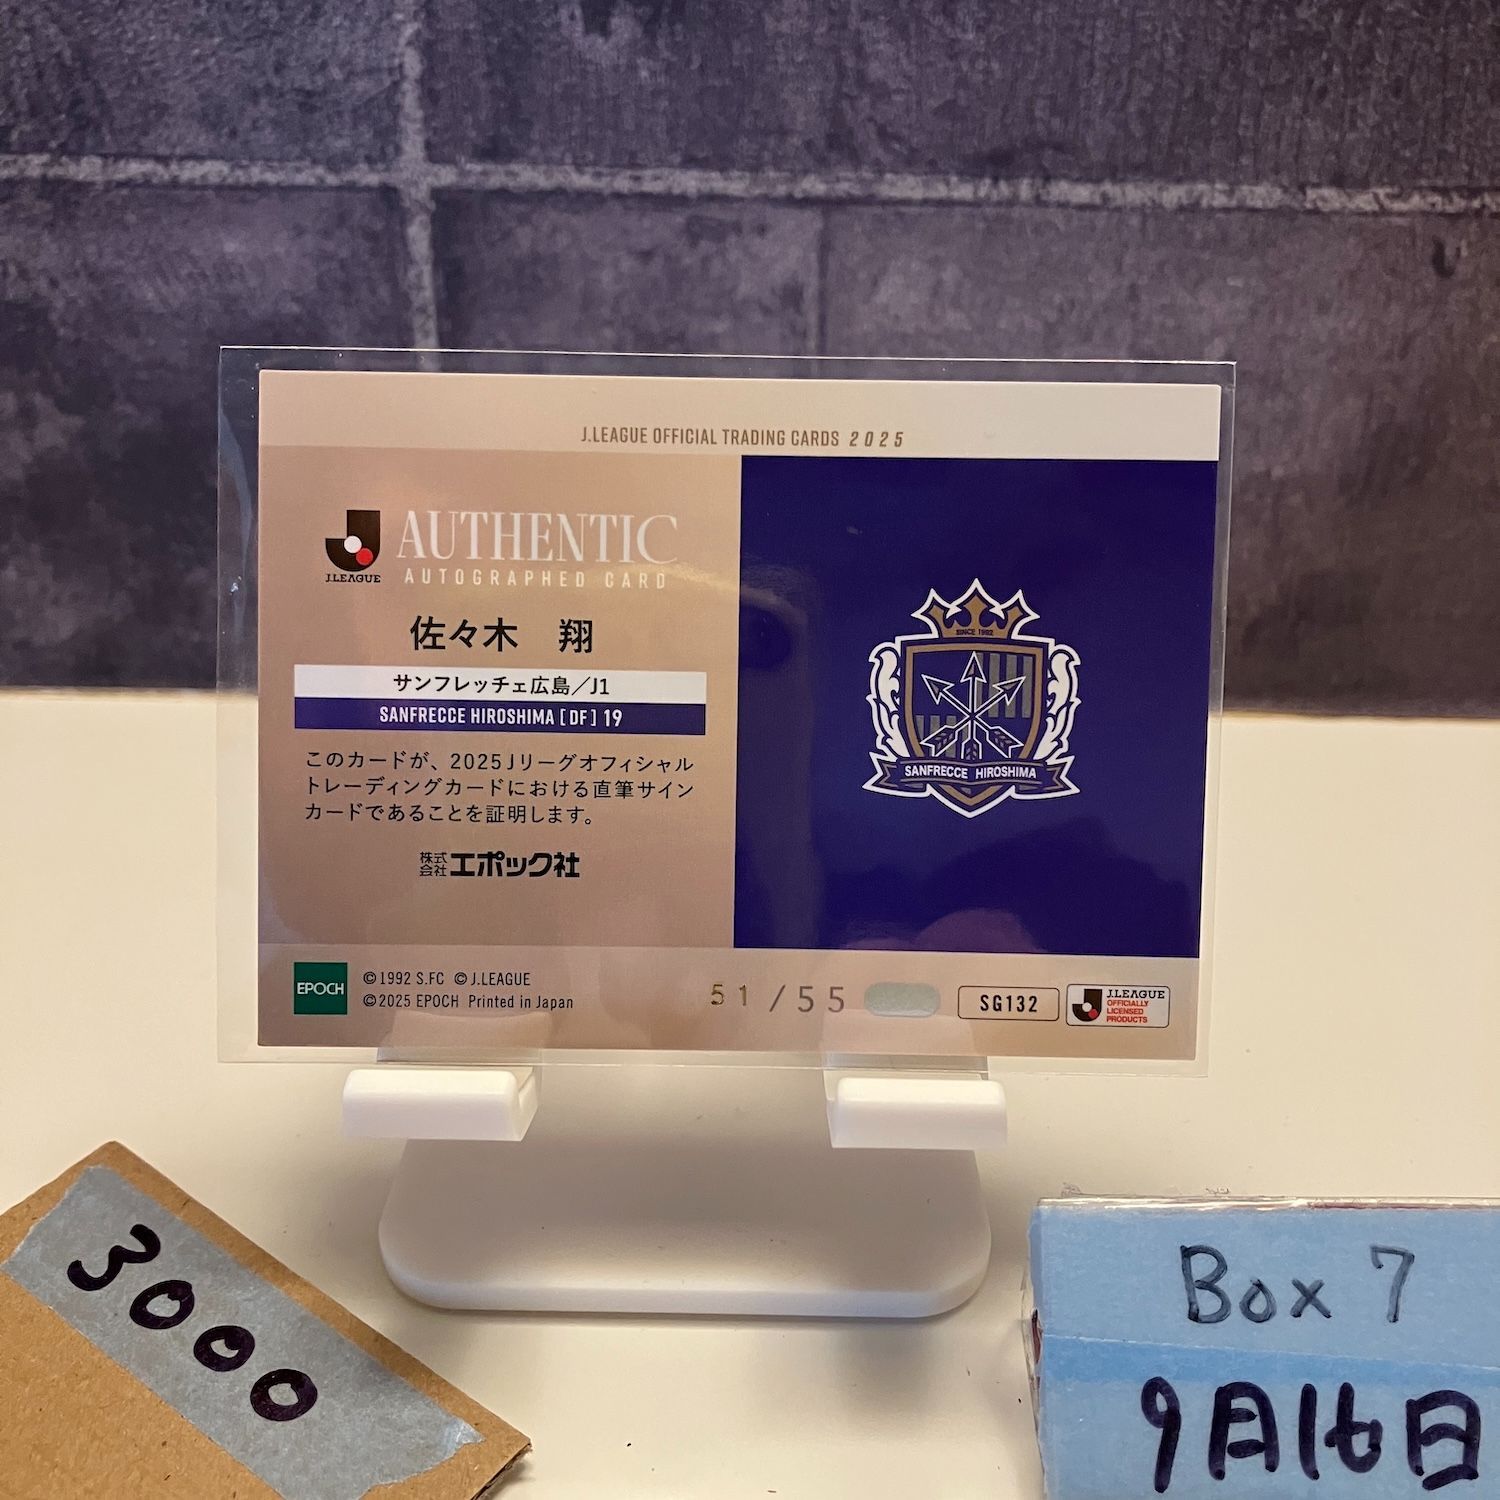 J.LEAGUE OFFICIAL TRADING CARDS 2025
J.LEAGUE
AUTHENTIC
AUTOGRAPHED CARD
佐々木 翔
サンフレッチェ広島／J1
SANFRECCE HIROSHIMA [DF] 19
このカードが、2025Jリーグオフィシャル
トレーディングカードにおける直筆サイン
カードであることを証明します。
株式会社エポック社
SINCE 1992
SANFRECCE HIROSHIMA
EPOCH
©1992 S.FC ©J.LEAGUE
©2025 EPOCH Printed in Japan
51/55
SG132
J.LEAGUE
OFFICIALLY
LICENSED
PRODUCTS
3000
Box 7
9月16日